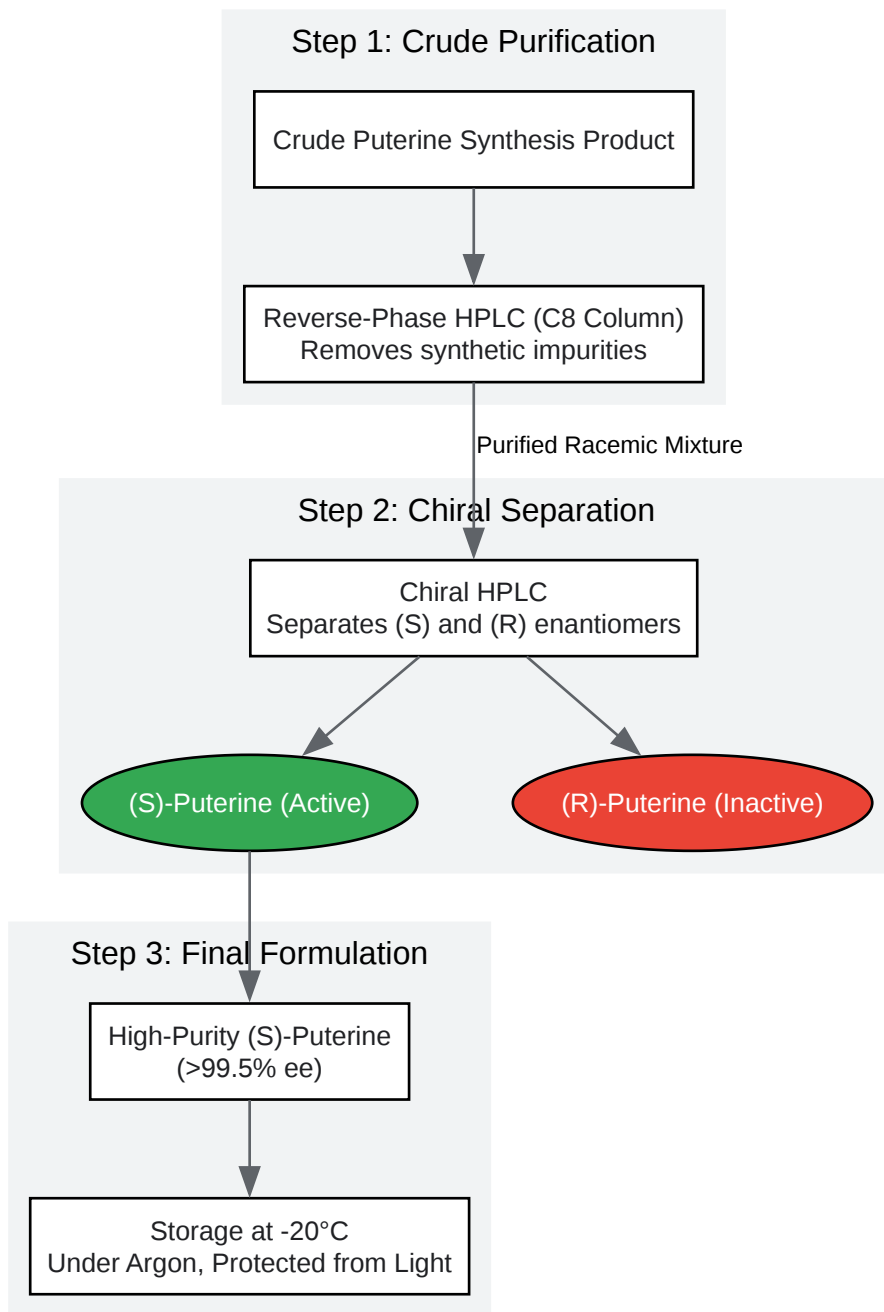 Step 1: Crude Purification
Crude Puterine Synthesis Product
Reverse-Phase HPLC (C8 Column)
Removes synthetic impurities
Purified Racemic Mixture
Step 2: Chiral Separation
Chiral HPLC
Separates (S) and (R) enantiomers
(S)-Puterine (Active)
(R)-Puterine (Inactive)
Step 3: Final Formulation
High-Purity (S)-Puterine
(>99.5% ee)
Storage at -20°C
Under Argon, Protected from Light